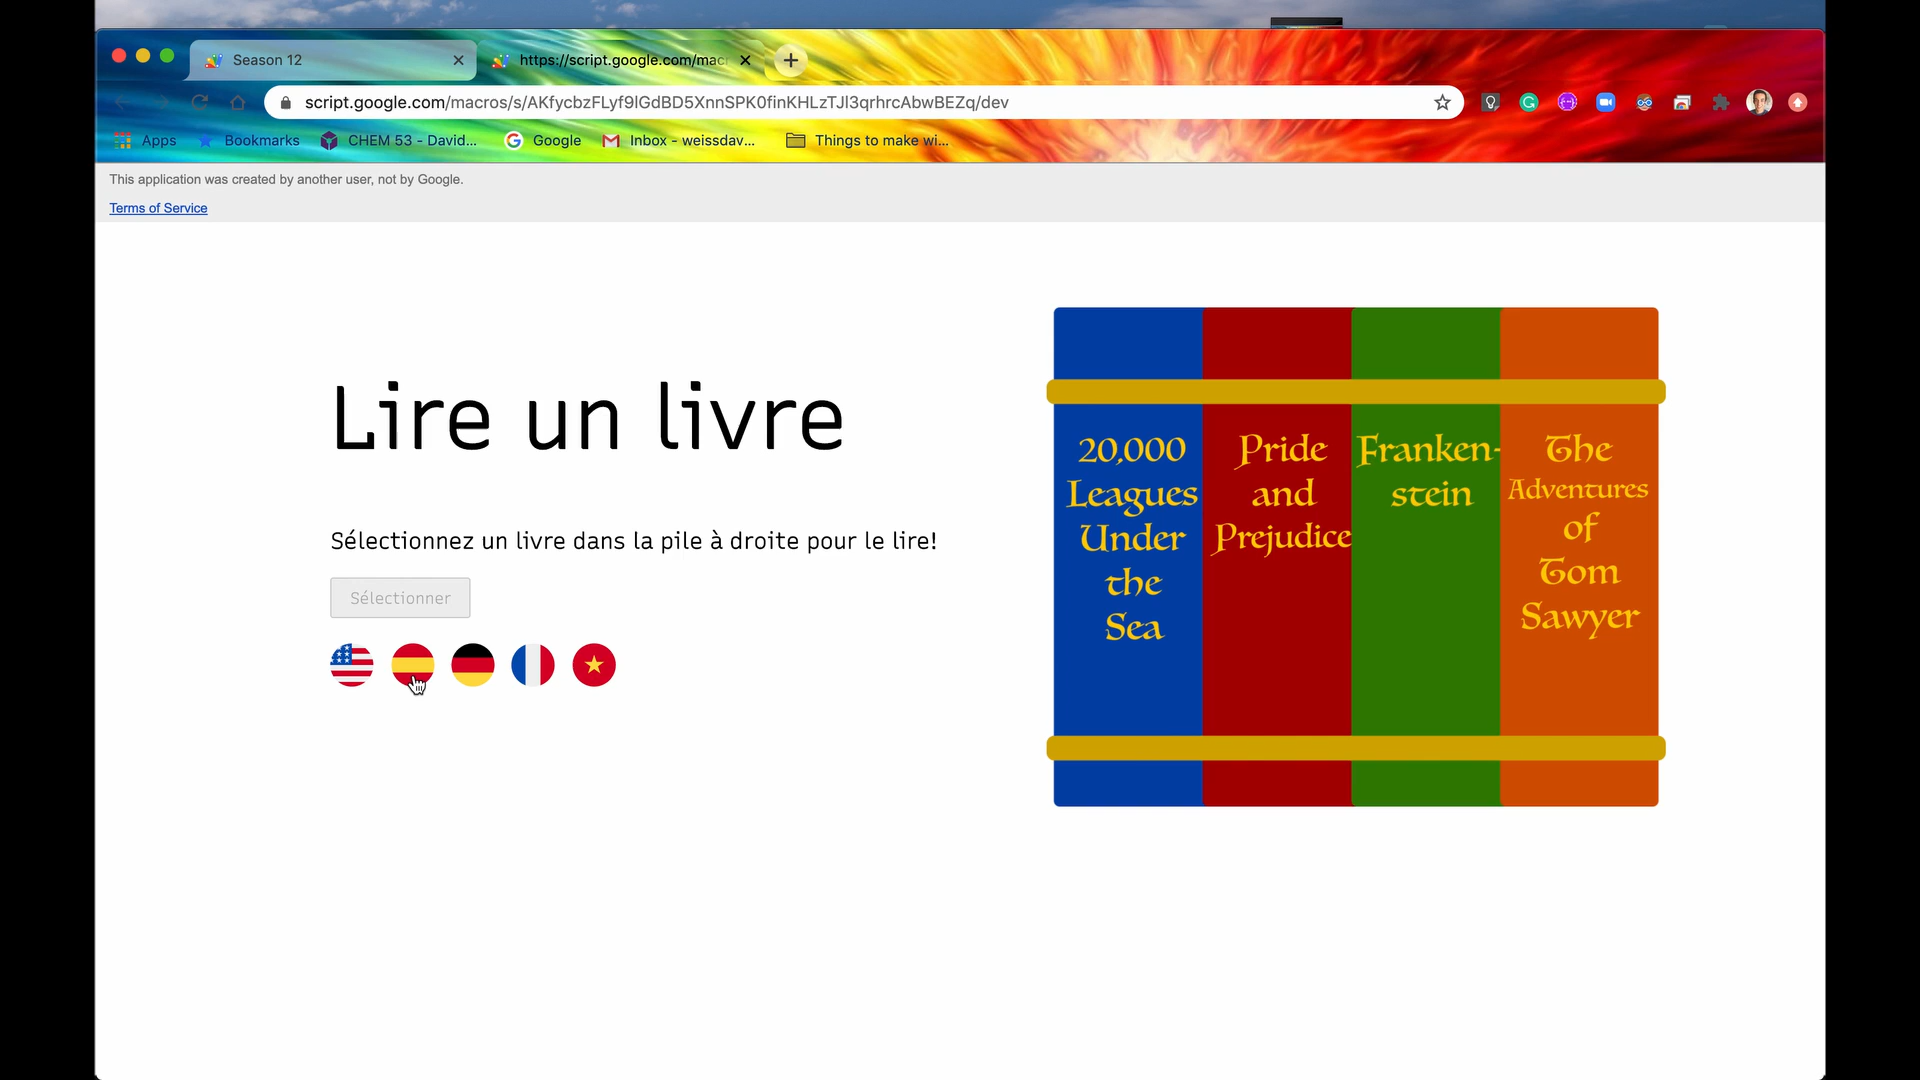 Season 12
https://script.google.com/mac
script.google.com/macros/s/AKfycbzFLyf9lGdBD5XnnSPK0finKHLzTJl3qrhrcAbwBEZq/dev
Apps
Bookmarks
CHEM 53 - David...
Google
Inbox - weissdav...
Things to make wi...
This application was created by another user, not by Google.
Terms of Service
Lire un livre
Sélectionnez un livre dans la pile à droite pour le lire!
Sélectionner
20,000
Leagues
Under
the
Sea
Pride
and
Prejudice
Franken-
stein
The
Adventures
of
Tom
Sawyer